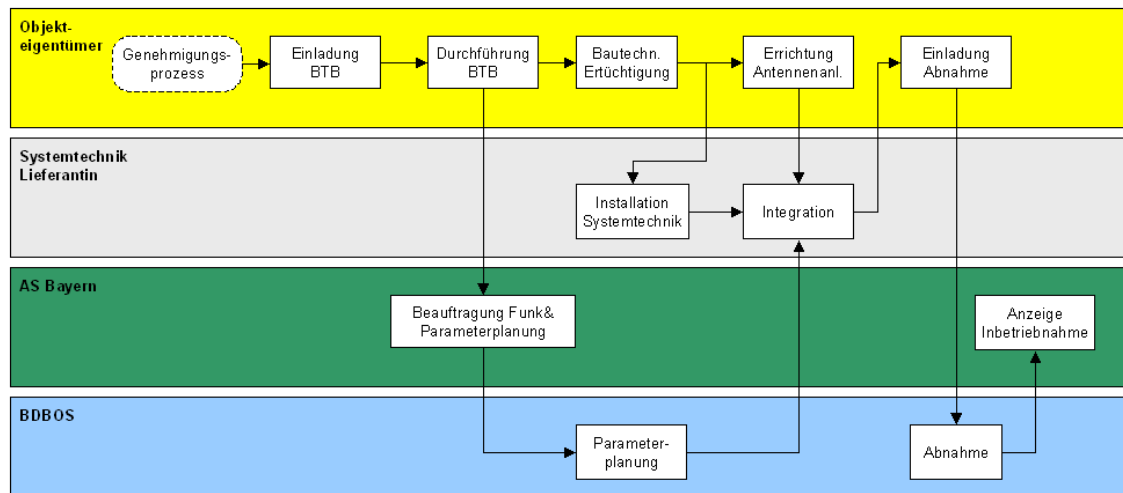 Objekt-
eigentümer
Genehmigungs-
prozess
Einladung
BTB
Durchführung
BTB
Bautechn.
Ertüchtigung
Errichtung
Antennenanl.
Einladung
Abnahme
Systemtechnik
Lieferantin
Installation
Systemtechnik
Integration
AS Bayern
Beauftragung Funk&
Parameterplanung
Anzeige
Inbetriebnahme
BDBOS
Parameter-
planung
Abnahme